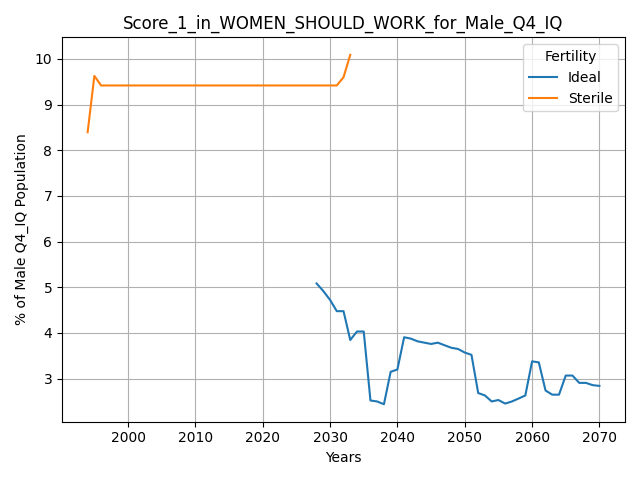 Score_1_in_WOMEN_SHOULD_WORK_for_Male_Q4_IQ
Fertility
Ideal
Sterile
% of Male Q4_IQ Population
10
9
8
7
6
5
4
3
2000 2010 2020 2030 2040 2050 2060 2070
Years